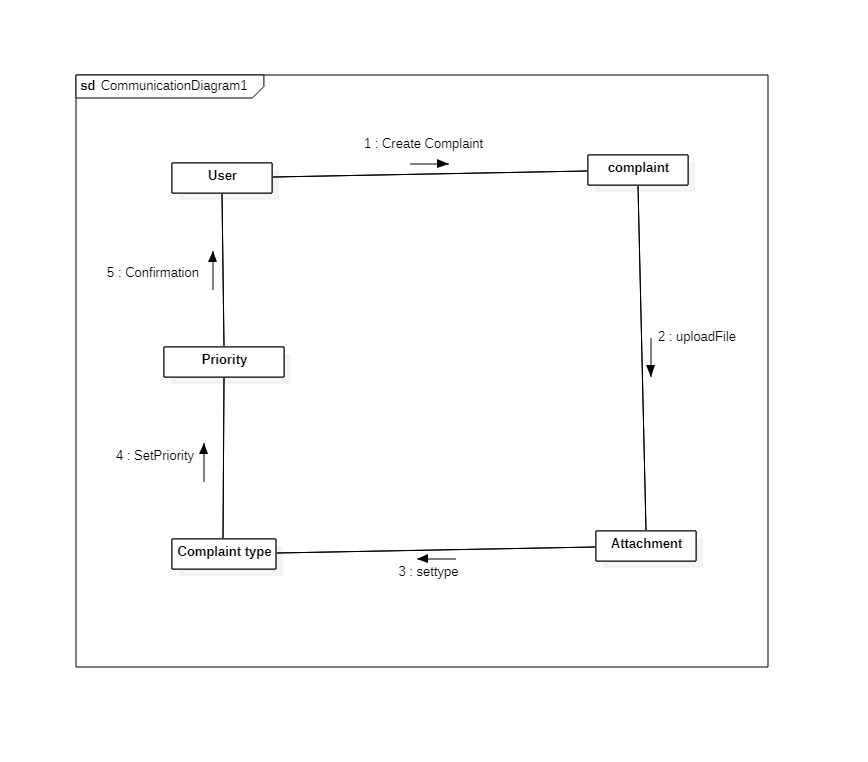 sd CommunicationDiagram1
1 : Create Complaint
User
complaint
5 : Confirmation
2 : uploadFile
Priority
4 : SetPriority
Complaint type
Attachment
3 : settype